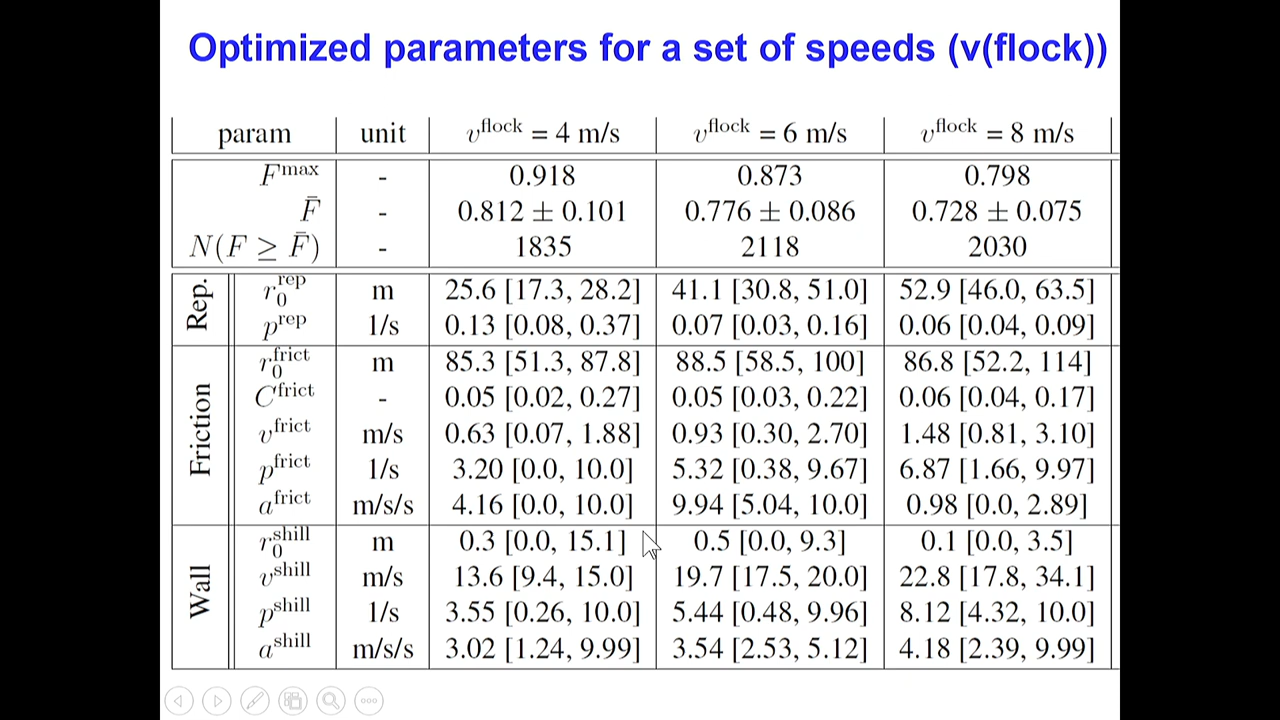 Optimized parameters for a set of speeds (v(flock))
param unit v^flock = 4 m/s v^flock = 6 m/s v^flock = 8 m/s
F^max - 0.918 0.873 0.798
F̄ - 0.812 ± 0.101 0.776 ± 0.086 0.728 ± 0.075
N(F ≥ F̄) - 1835 2118 2030
Rep.
r_0^rep m 25.6 [17.3, 28.2] 41.1 [30.8, 51.0] 52.9 [46.0, 63.5]
p^rep 1/s 0.13 [0.08, 0.37] 0.07 [0.03, 0.16] 0.06 [0.04, 0.09]
Friction
r_0^frict m 85.3 [51.3, 87.8] 88.5 [58.5, 100] 86.8 [52.2, 114]
C^frict - 0.05 [0.02, 0.27] 0.05 [0.03, 0.22] 0.06 [0.04, 0.17]
v^frict m/s 0.63 [0.07, 1.88] 0.93 [0.30, 2.70] 1.48 [0.81, 3.10]
p^frict 1/s 3.20 [0.0, 10.0] 5.32 [0.38, 9.67] 6.87 [1.66, 9.97]
a^frict m/s/s 4.16 [0.0, 10.0] 9.94 [5.04, 10.0] 0.98 [0.0, 2.89]
Wall
r_0^shill m 0.3 [0.0, 15.1] 0.5 [0.0, 9.3] 0.1 [0.0, 3.5]
v^shill m/s 13.6 [9.4, 15.0] 19.7 [17.5, 20.0] 22.8 [17.8, 34.1]
p^shill 1/s 3.55 [0.26, 10.0] 5.44 [0.48, 9.96] 8.12 [4.32, 10.0]
a^shill m/s/s 3.02 [1.24, 9.99] 3.54 [2.53, 5.12] 4.18 [2.39, 9.99]